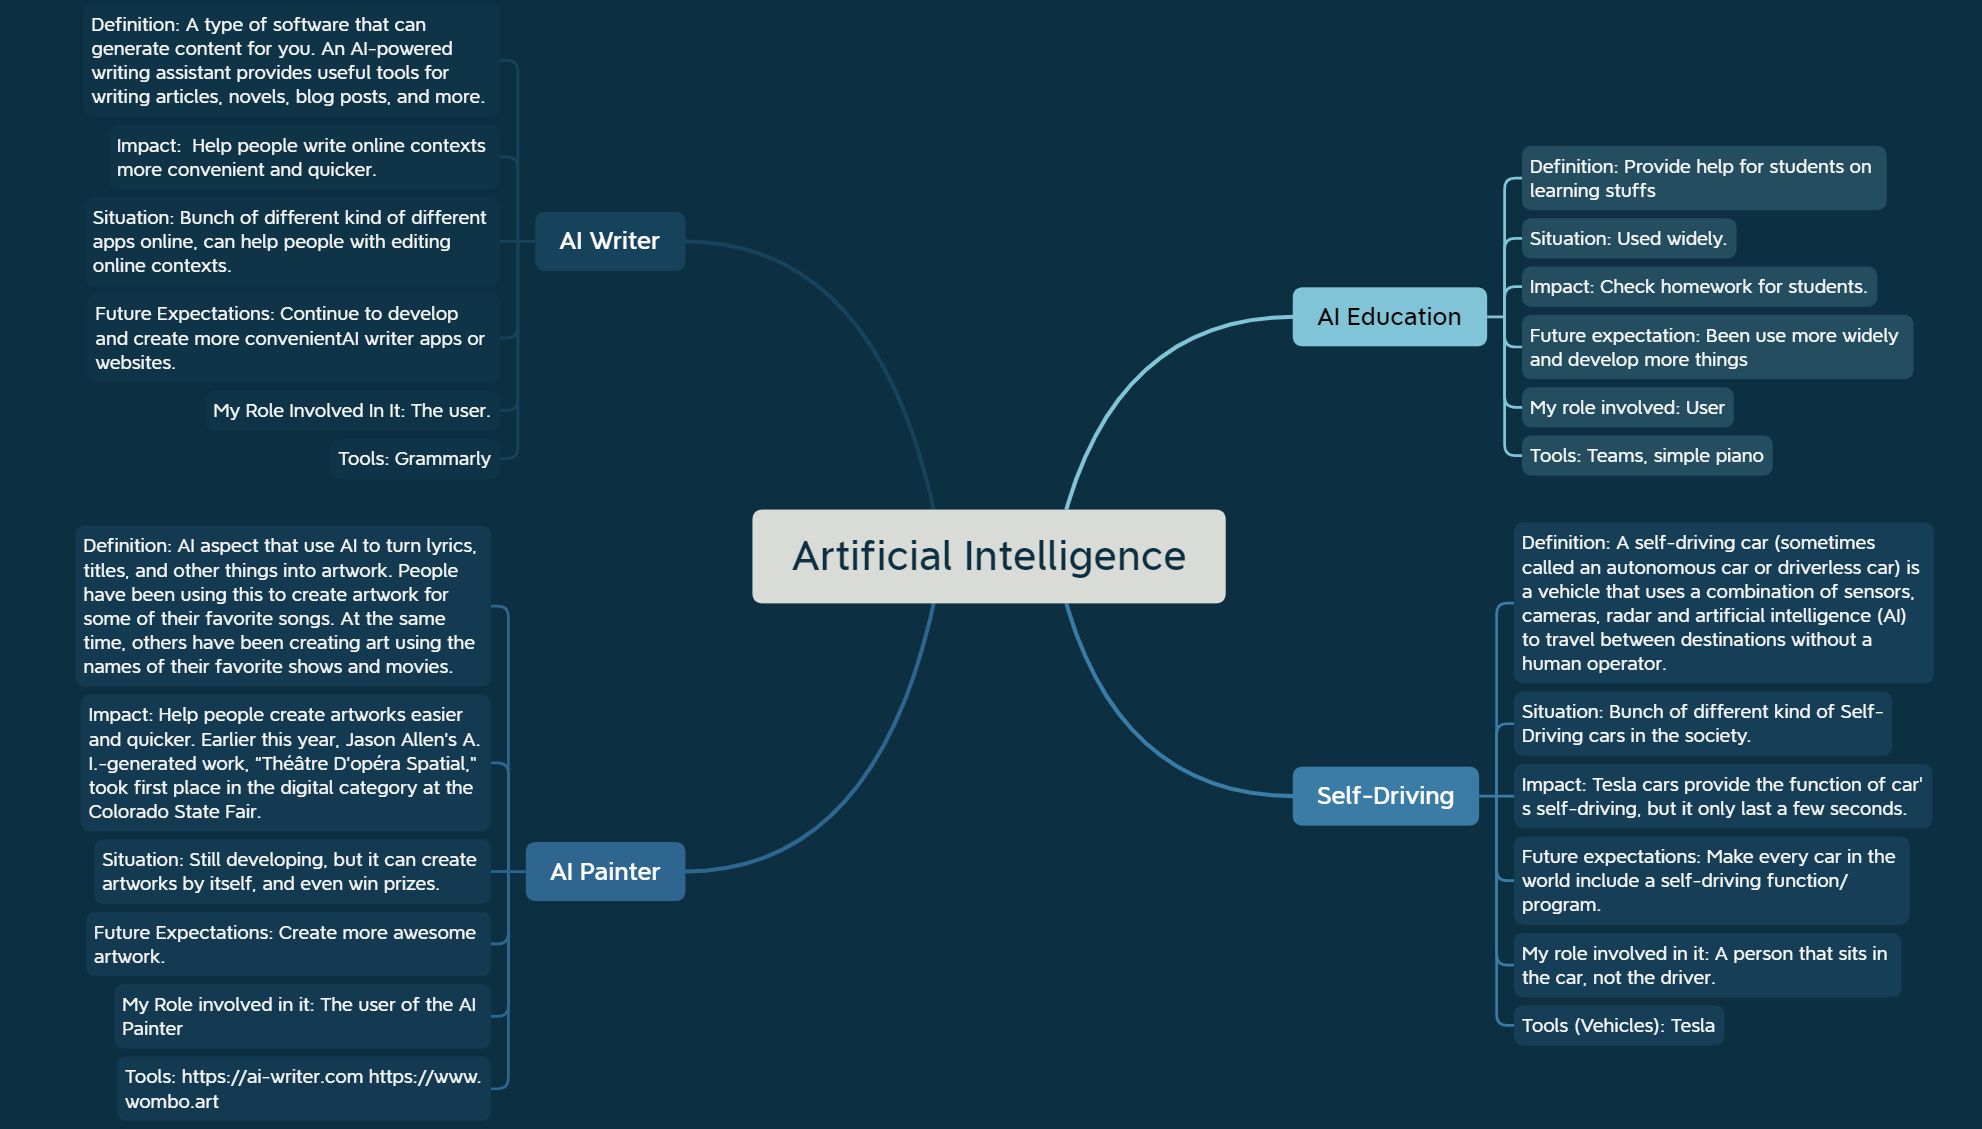 Artificial Intelligence
AI Writer
Definition: A type of software that can
generate content for you. An AI-powered
writing assistant provides useful tools for
writing articles, novels, blog posts, and more.
Impact:  Help people write online contexts
more convenient and quicker.
Situation: Bunch of different kind of different
apps online, can help people with editing
online contexts.
Future Expectations: Continue to develop
and create more convenientAI writer apps or
websites.
My Role Involved In It: The user.
Tools: Grammarly
AI Painter
Definition: AI aspect that use AI to turn lyrics,
titles, and other things into artwork. People
have been using this to create artwork for
some of their favorite songs. At the same
time, others have been creating art using the
names of their favorite shows and movies.
Impact: Help people create artworks easier
and quicker. Earlier this year, Jason Allen's A.
I.-generated work, “Théâtre D'opéra Spatial,"
took first place in the digital category at the
Colorado State Fair.
Situation: Still developing, but it can create
artworks by itself, and even win prizes.
Future Expectations: Create more awesome
artwork.
My Role involved in it: The user of the AI
Painter
Tools: https://ai-writer.com https://www.
wombo.art
AI Education
Definition: Provide help for students on
learning stuffs
Situation: Used widely.
Impact: Check homework for students.
Future expectation: Been use more widely
and develop more things
My role involved: User
Tools: Teams, simple piano
Self-Driving
Definition: A self-driving car (sometimes
called an autonomous car or driverless car) is
a vehicle that uses a combination of sensors,
cameras, radar and artificial intelligence (AI)
to travel between destinations without a
human operator.
Situation: Bunch of different kind of Self-
Driving cars in the society.
Impact: Tesla cars provide the function of car'
s self-driving, but it only last a few seconds.
Future expectations: Make every car in the
world include a self-driving function/
program.
My role involved in it: A person that sits in
the car, not the driver.
Tools (Vehicles): Tesla